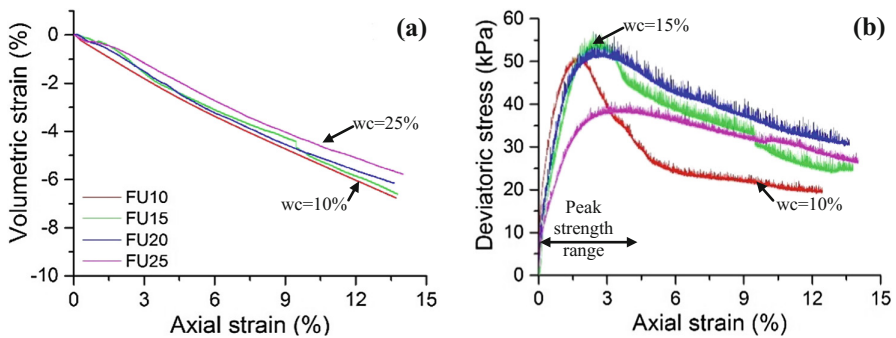 (a)
Volumetric strain (%)
0
-2
-4
-6
-8
-10
wc=25%
wc=10%
FU10
FU15
FU20
FU25
0 3 6 9 12 15
Axial strain (%)
(b)
Deviatoric stress (kPa)
60
50
40
30
20
10
0
wc=15%
wc=10%
Peak
strength
range
0 3 6 9 12 15
Axial strain (%)